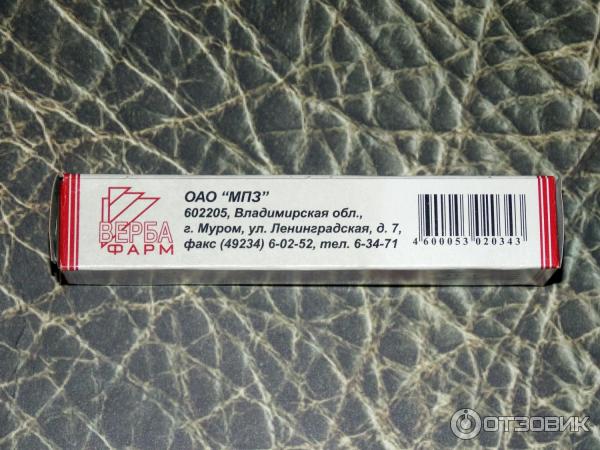 ВЕРБА
ФАРМ
ОАО “МПЗ”
602205, Владимирская обл.,
г. Муром, ул. Ленинградская, д. 7,
факс (49234) 6-02-52, тел. 6-34-71
4 600053 020343
ОТЗОВИК